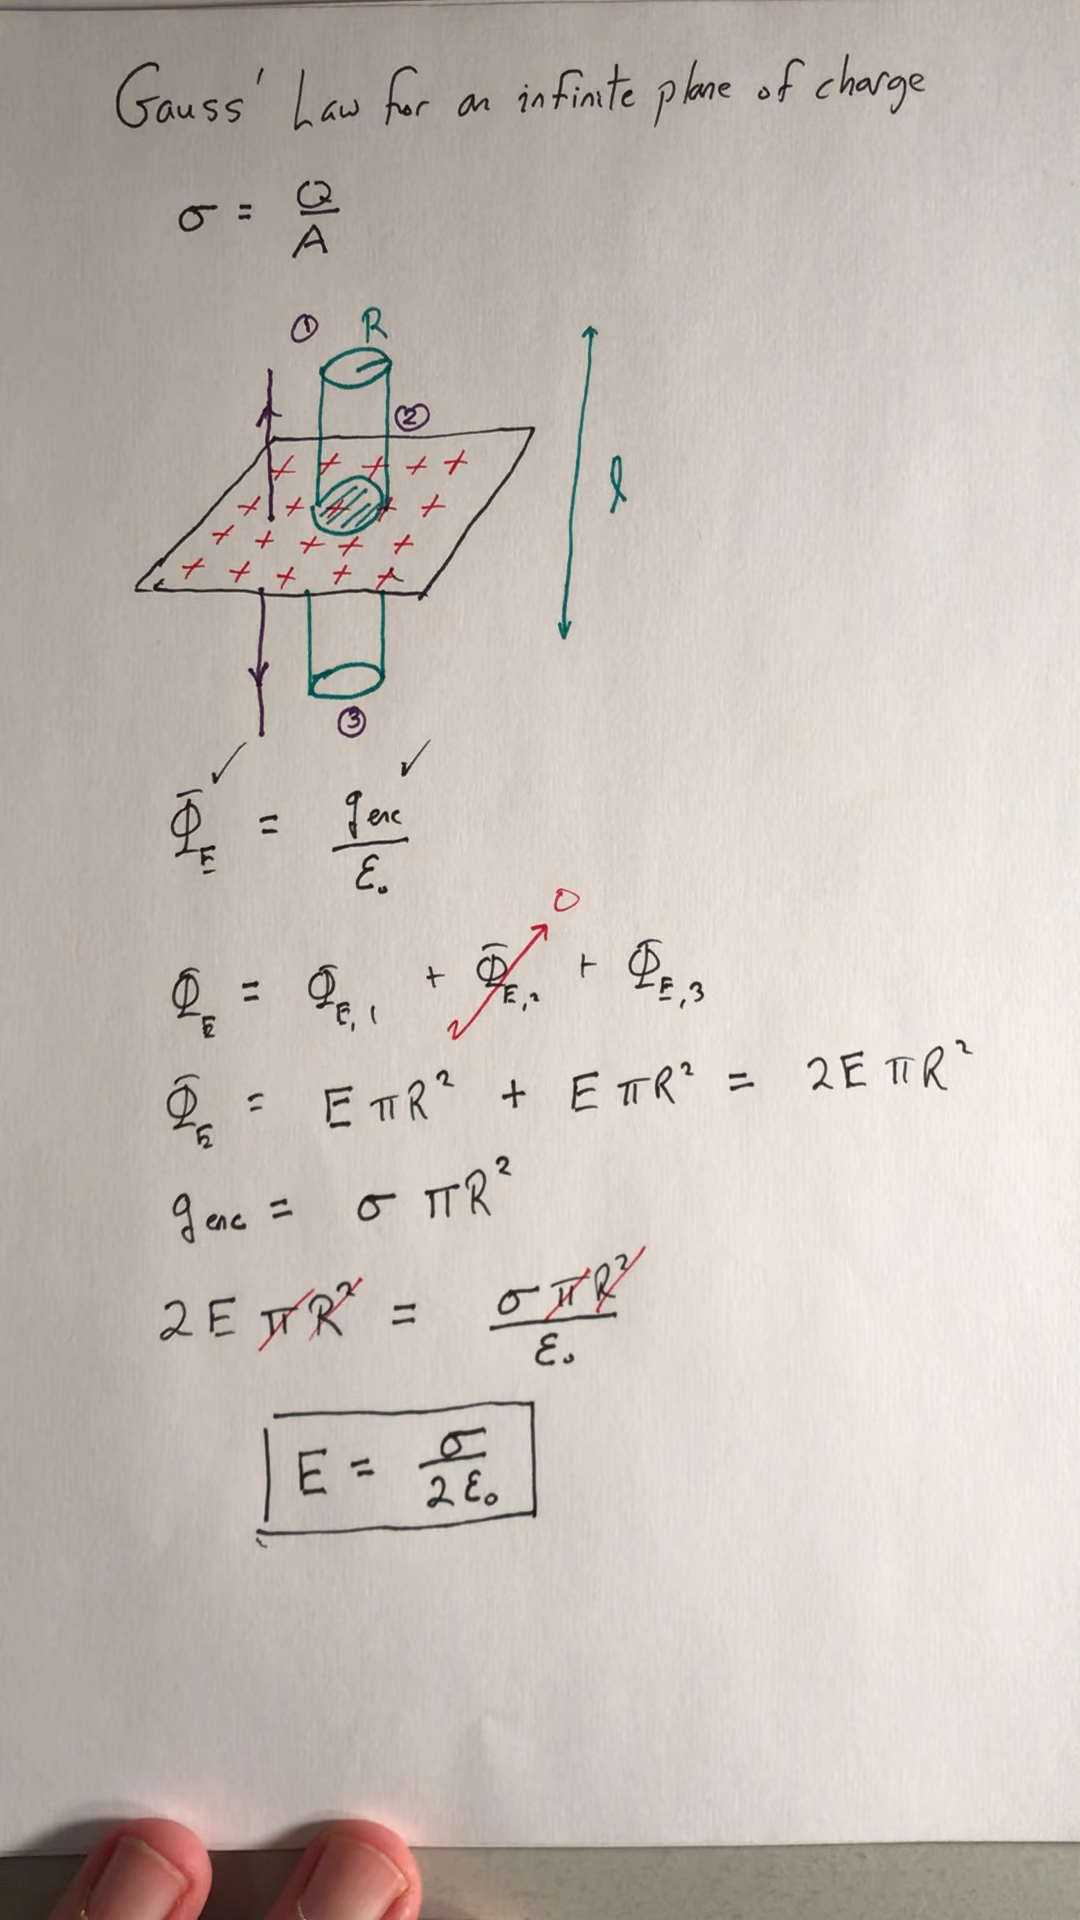 Gauss' Law for an infinite plane of charge
σ = Q/A
① R
②
l
+ + + + +
+ + + + +
+ + + + +
+ + + + +
③
✓ ✓
Φ_E = q_enc/ε₀
0
Φ_E = Φ_E,1 + Φ_E,2 + Φ_E,3
Φ_E = EπR² + EπR² = 2EπR²
q_enc = σ πR²
2EπR² = σπR²/ε₀
E = σ/2ε₀